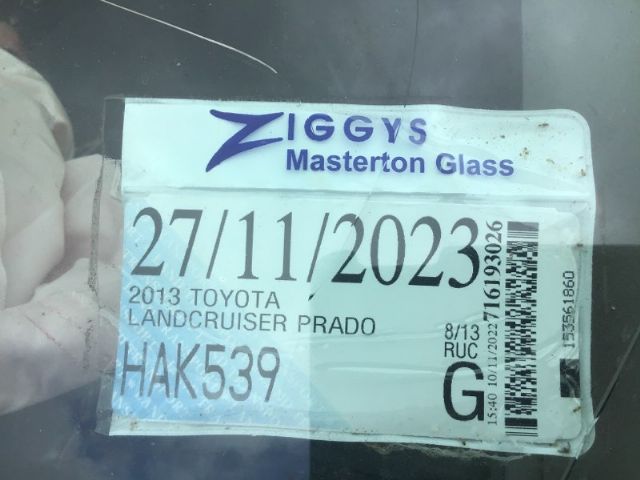 ZIGGYS
Masterton Glass
27/11/2023
2013 TOYOTA
LANDCRUISER PRADO
HAK539
8/13
RUC
G
15:40 10/11/2022
716193026
153561860